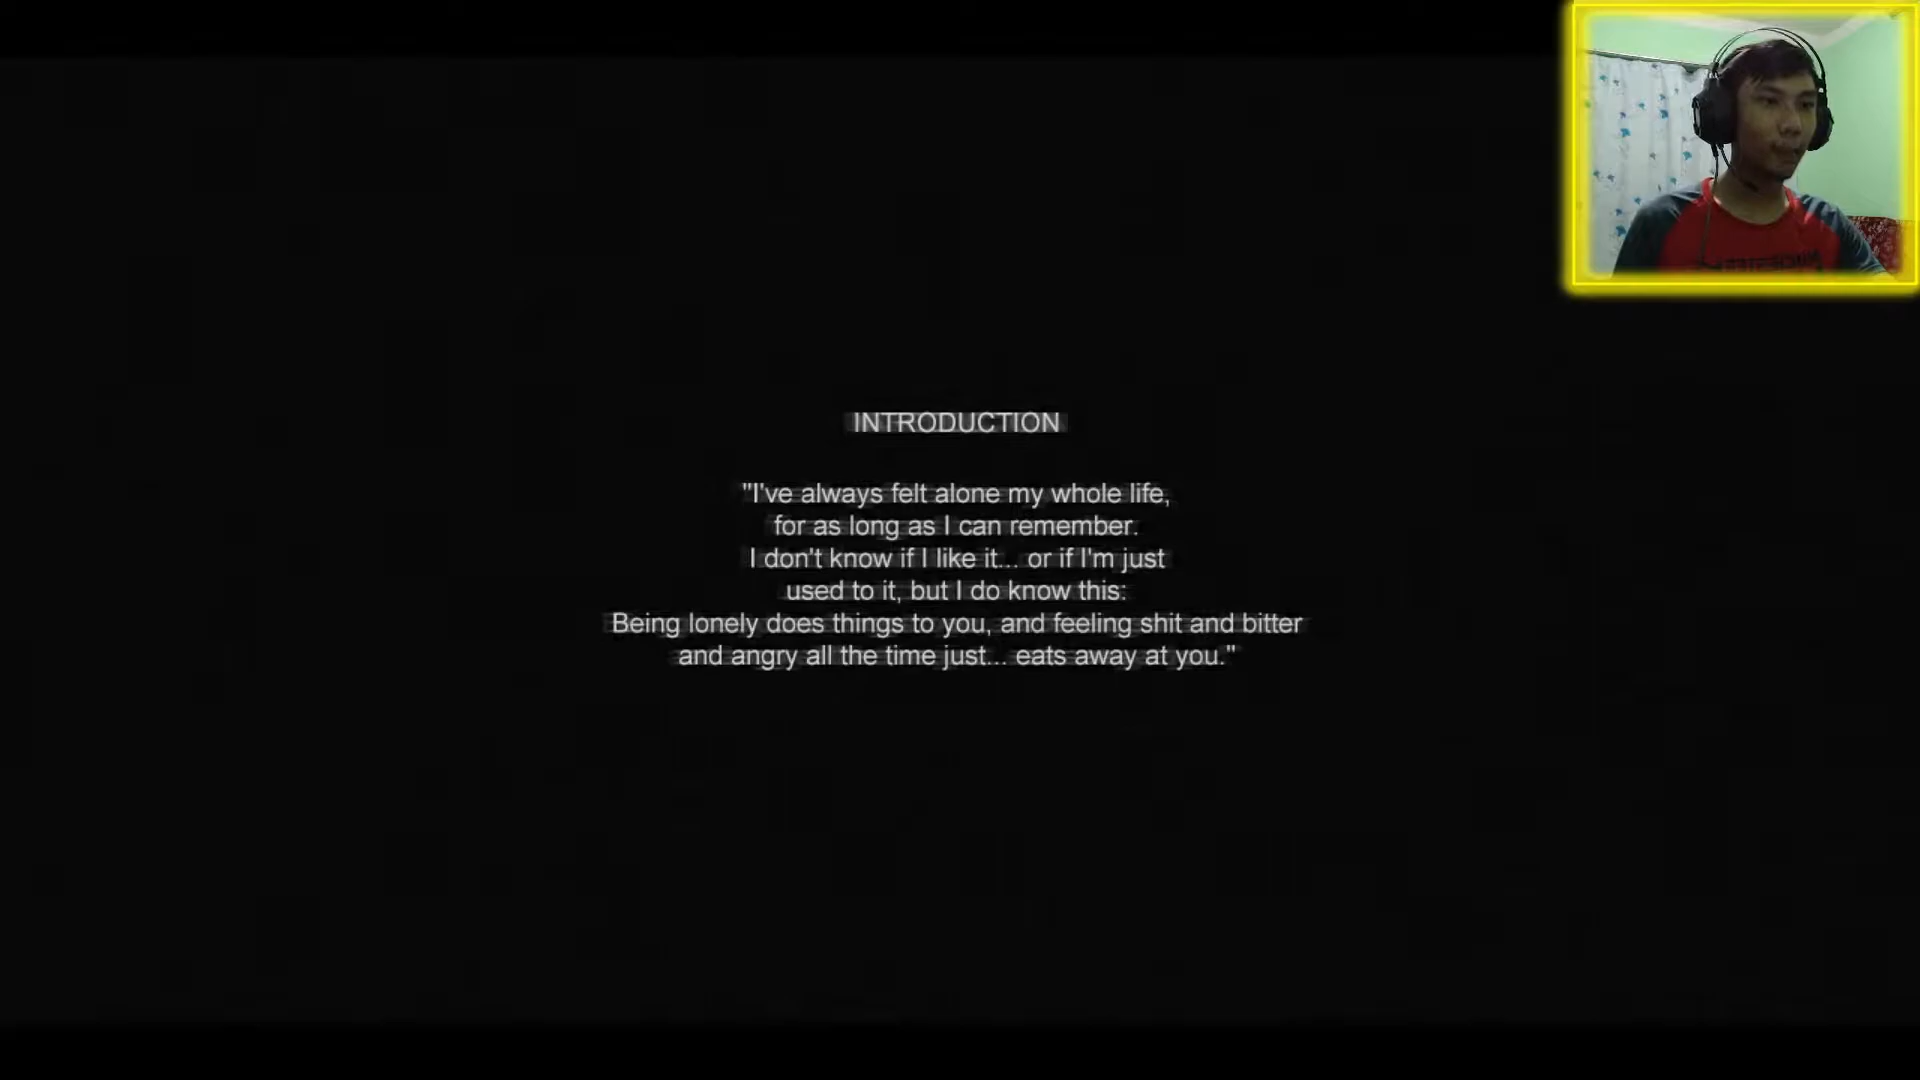 INTRODUCTION
"I've always felt alone my whole life,
for as long as I can remember.
I don't know if I like it... or if I'm just
used to it, but I do know this:
Being lonely does things to you, and feeling shit and bitter
and angry all the time just... eats away at you."